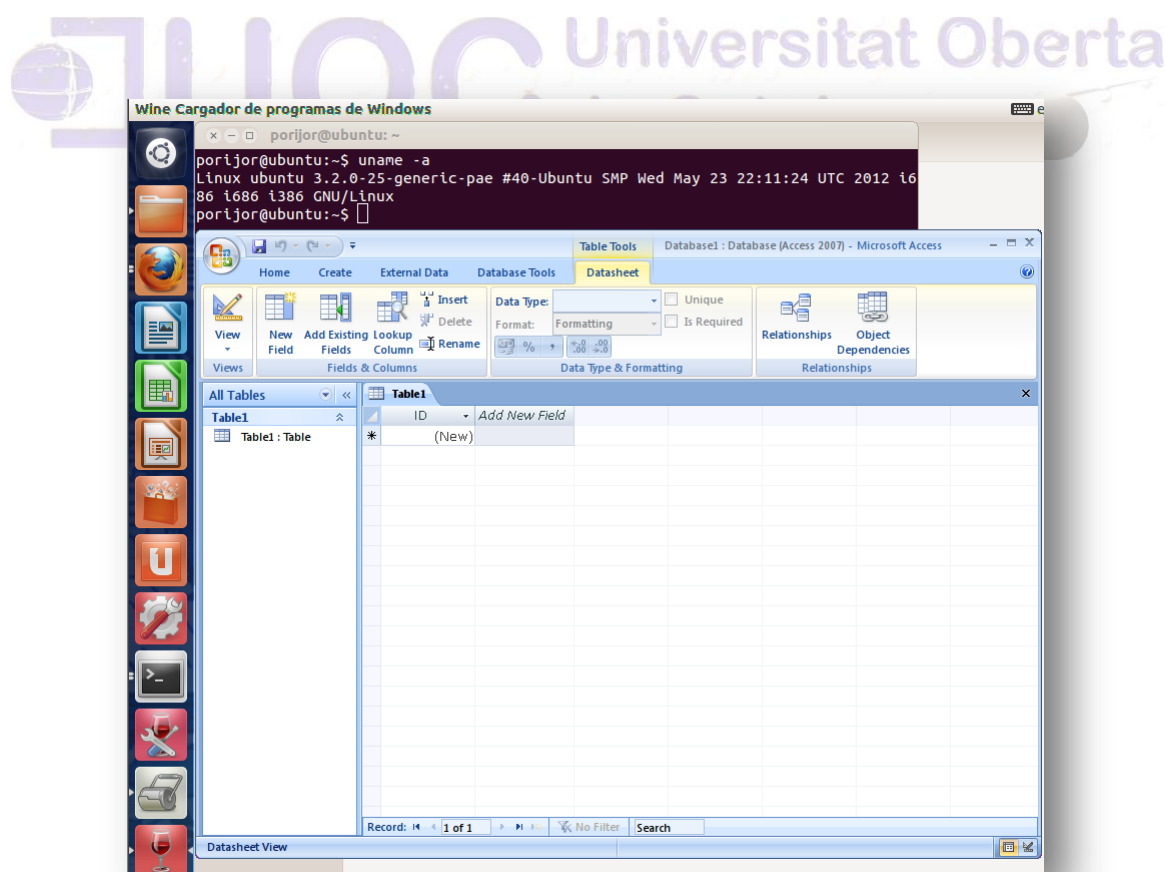 UOC Universitat Oberta
Wine Cargador de programas de Windows
porijor@ubuntu: ~
porijor@ubuntu:~$ uname -a
Linux ubuntu 3.2.0-25-generic-pae #40-Ubuntu SMP Wed May 23 22:11:24 UTC 2012 i6
86 i686 i386 GNU/Linux
porijor@ubuntu:~$
Table Tools Database1 : Database (Access 2007) - Microsoft Access
Home Create External Data Database Tools Datasheet
View
New Field
Add Existing Fields
Lookup Column
Insert
Delete
Rename
Data Type:
Format: Formatting
Unique
Is Required
% , .0 .00 .00 .0
Relationships
Object Dependencies
Views Fields & Columns Data Type & Formatting Relationships
All Tables
Table1
Table1 : Table
Table1
ID Add New Field
(New)
Record: 1 of 1 No Filter Search
Datasheet View